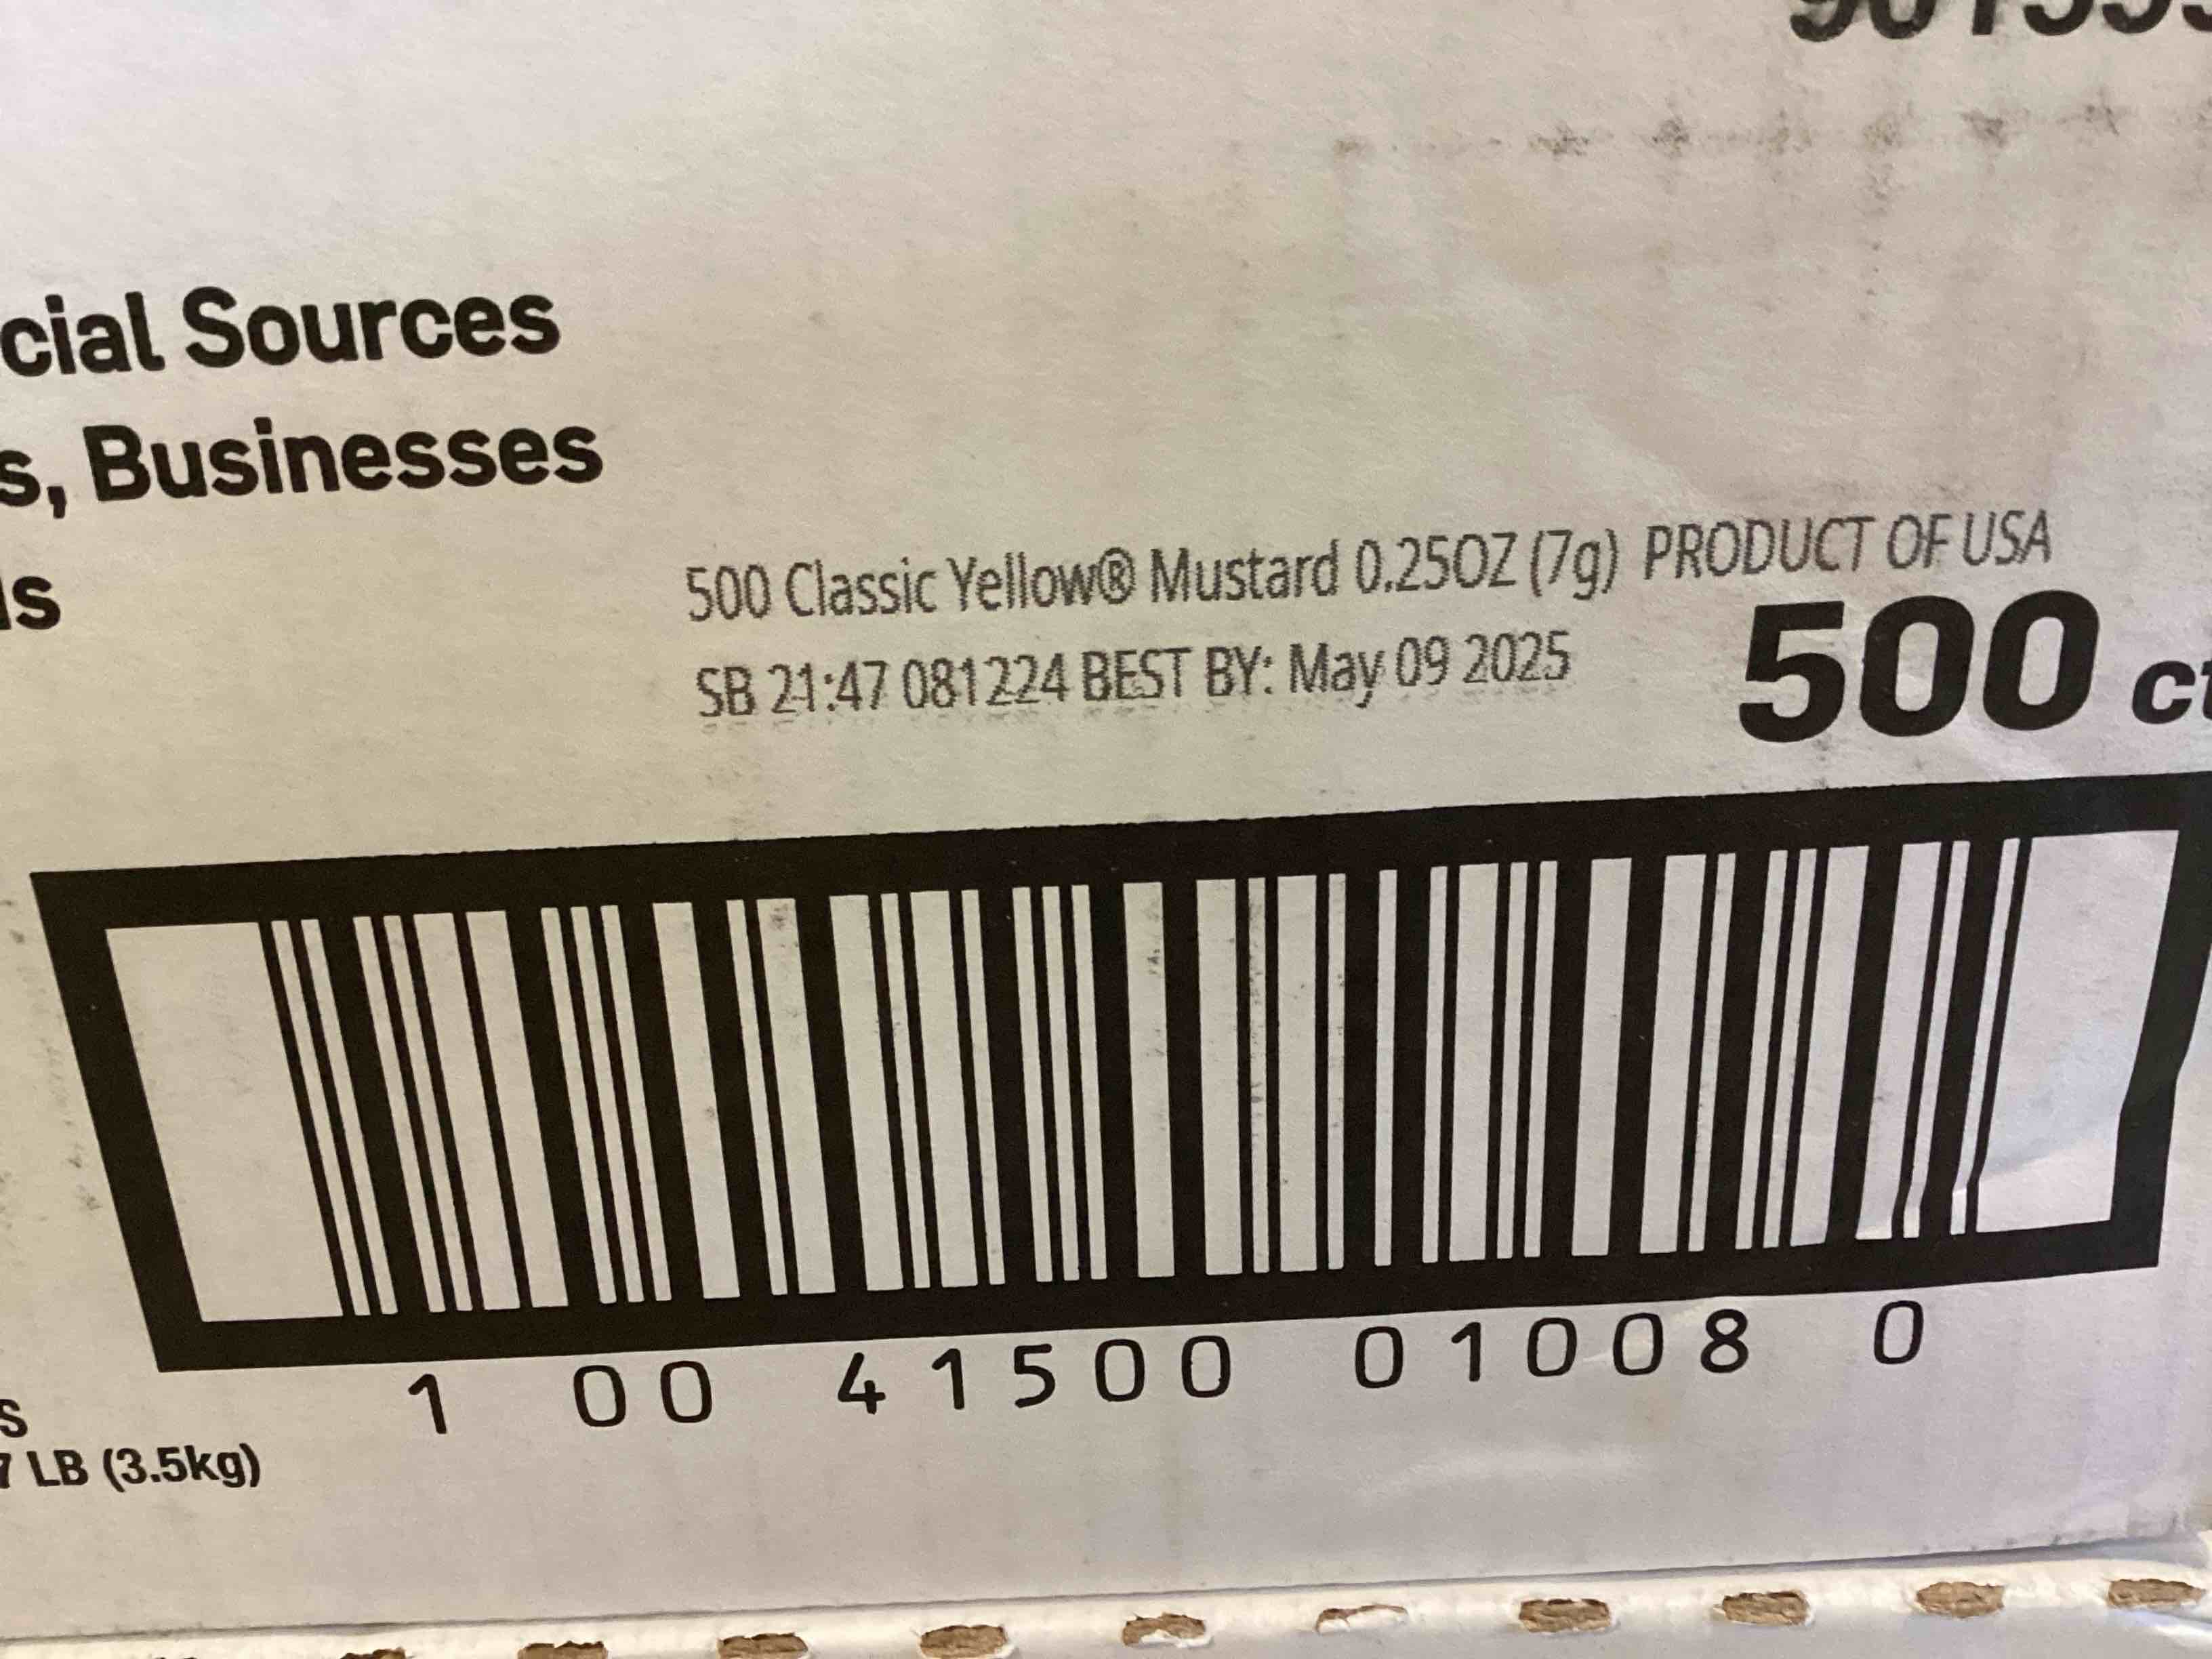 cial Sources
s, Businesses
ls
500 Classic Yellow® Mustard 0.25OZ (7g) PRODUCT OF USA
SB 21:47 081224 BEST BY: May 09 2025
500 ct
1 00 41500 01008 0
s
7 LB (3.5kg)